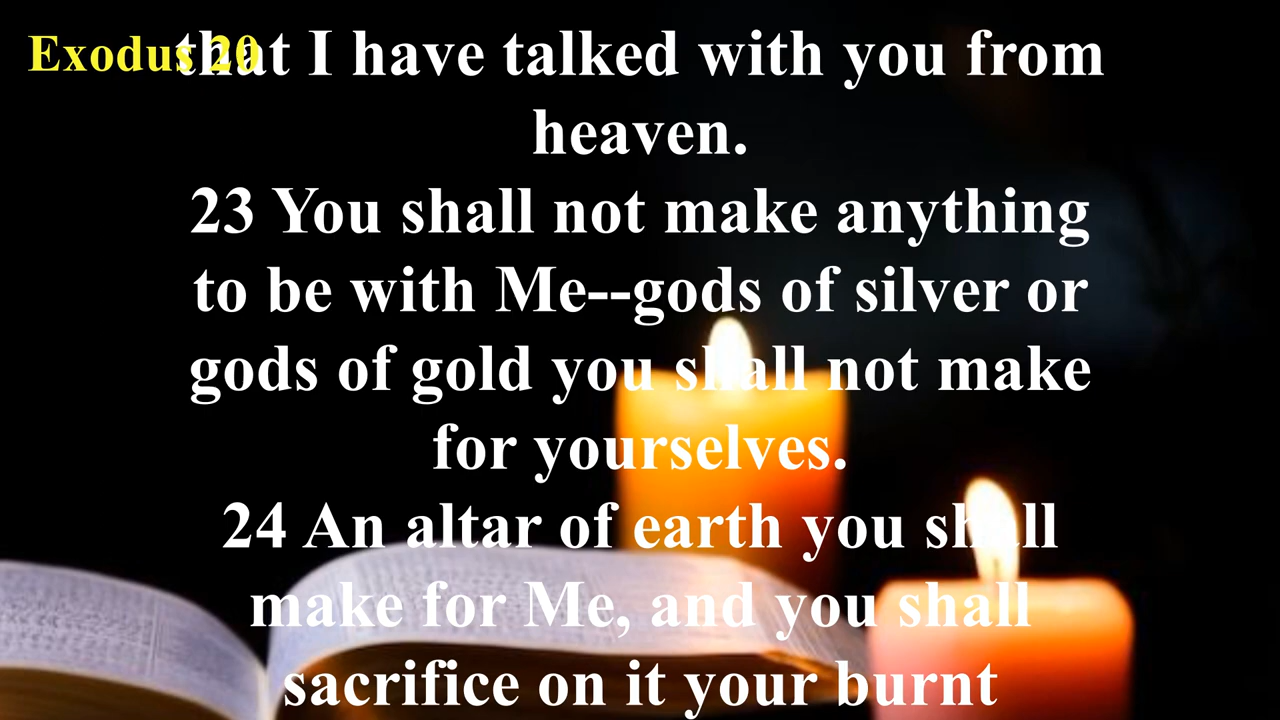 Exodus 20
that I have talked with you from
heaven.
23 You shall not make anything
to be with Me--gods of silver or
gods of gold you shall not make
for yourselves.
24 An altar of earth you shall
make for Me, and you shall
sacrifice on it your burnt